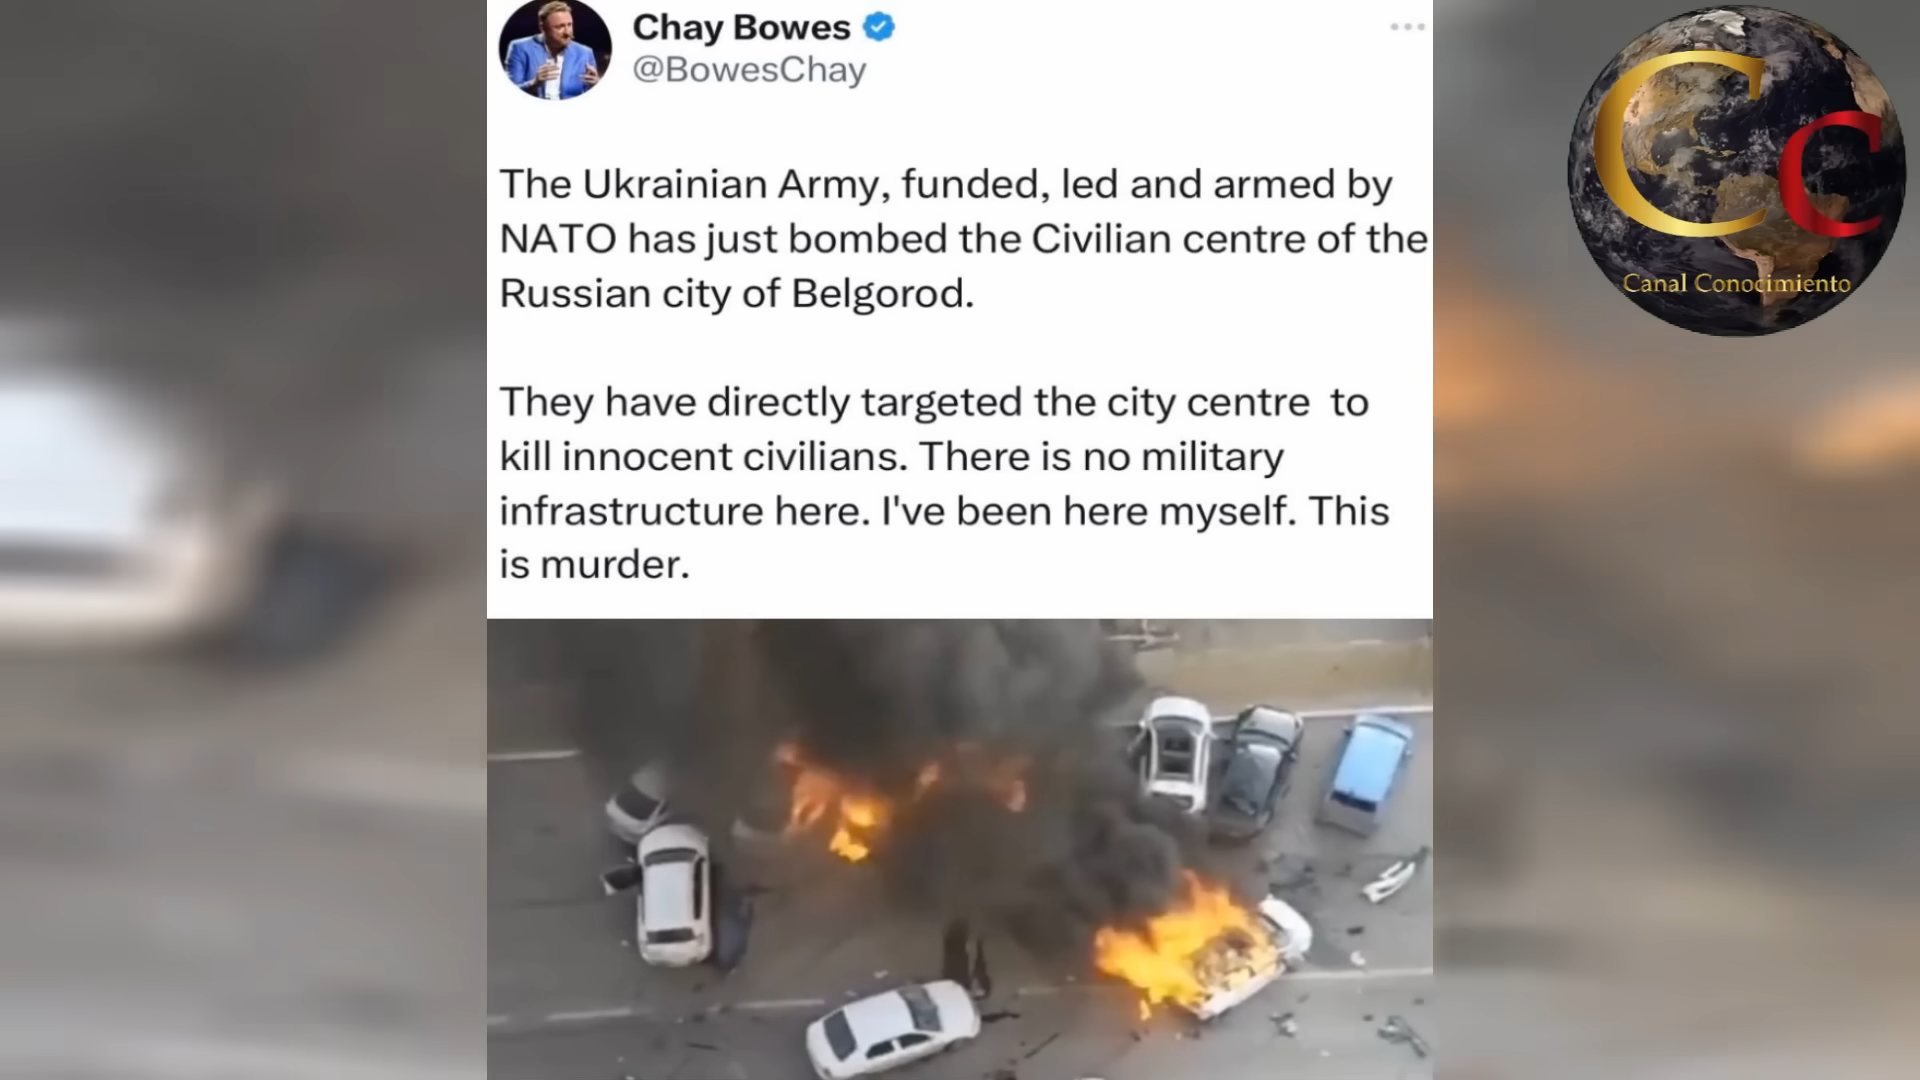 Chay Bowes
@BowesChay
The Ukrainian Army, funded, led and armed by
NATO has just bombed the Civilian centre of the
Russian city of Belgorod.
They have directly targeted the city centre to
kill innocent civilians. There is no military
infrastructure here. I've been here myself. This
is murder.
C c
Canal Conocimiento